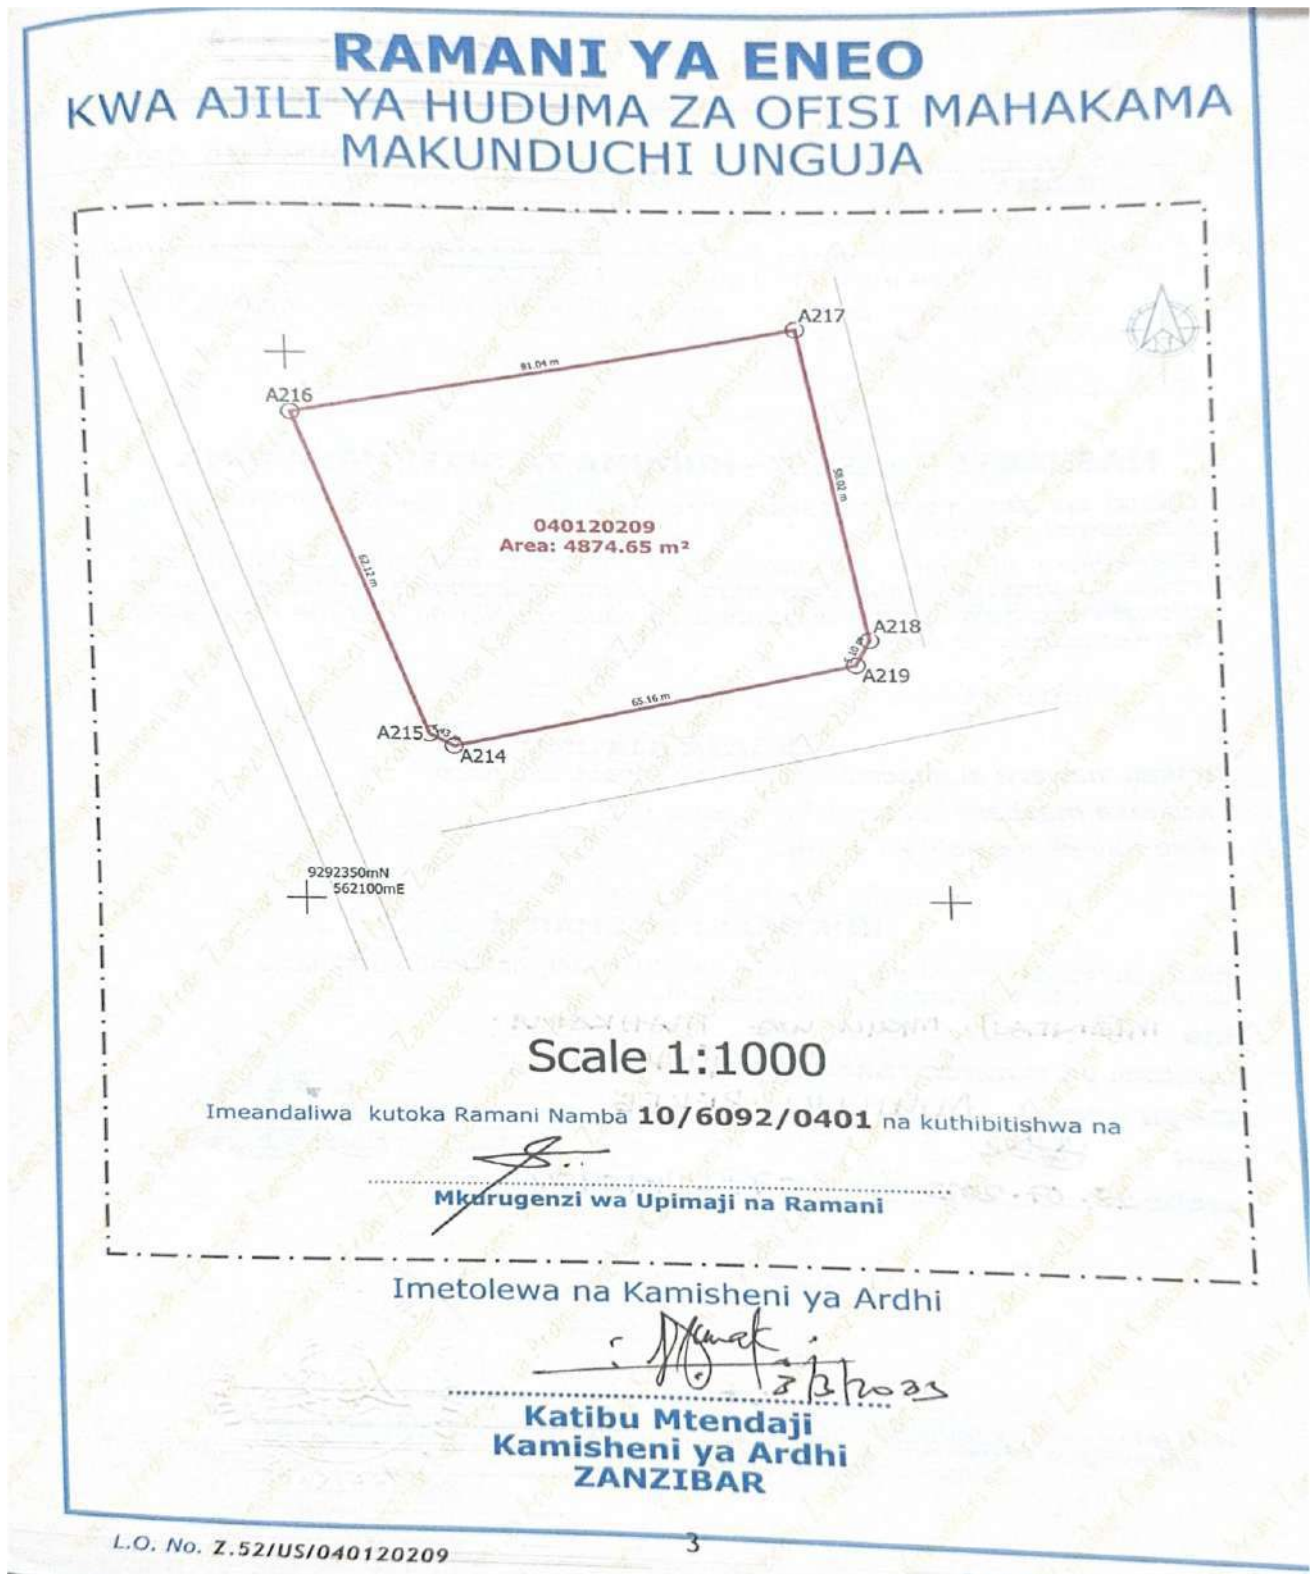 RAMANI YA ENEO
KWA AJILI YA HUDUMA ZA OFISI MAHAKAMA
MAKUNDUCHI UNGUJA
A217
81.04 m
A216
58.02 m
040120209
Area: 4874.65 m²
62.12 m
A218
A219
65.16 m
A215
A214
9292350mN
562100mE
Scale 1:1000
Imeandaliwa kutoka Ramani Namba 10/6092/0401 na kuthibitishwa na
Mkurugenzi wa Upimaji na Ramani
Imetolewa na Kamisheni ya Ardhi
Katibu Mtendaji
Kamisheni ya Ardhi
ZANZIBAR
L.O. No. Z.52/US/040120209
3